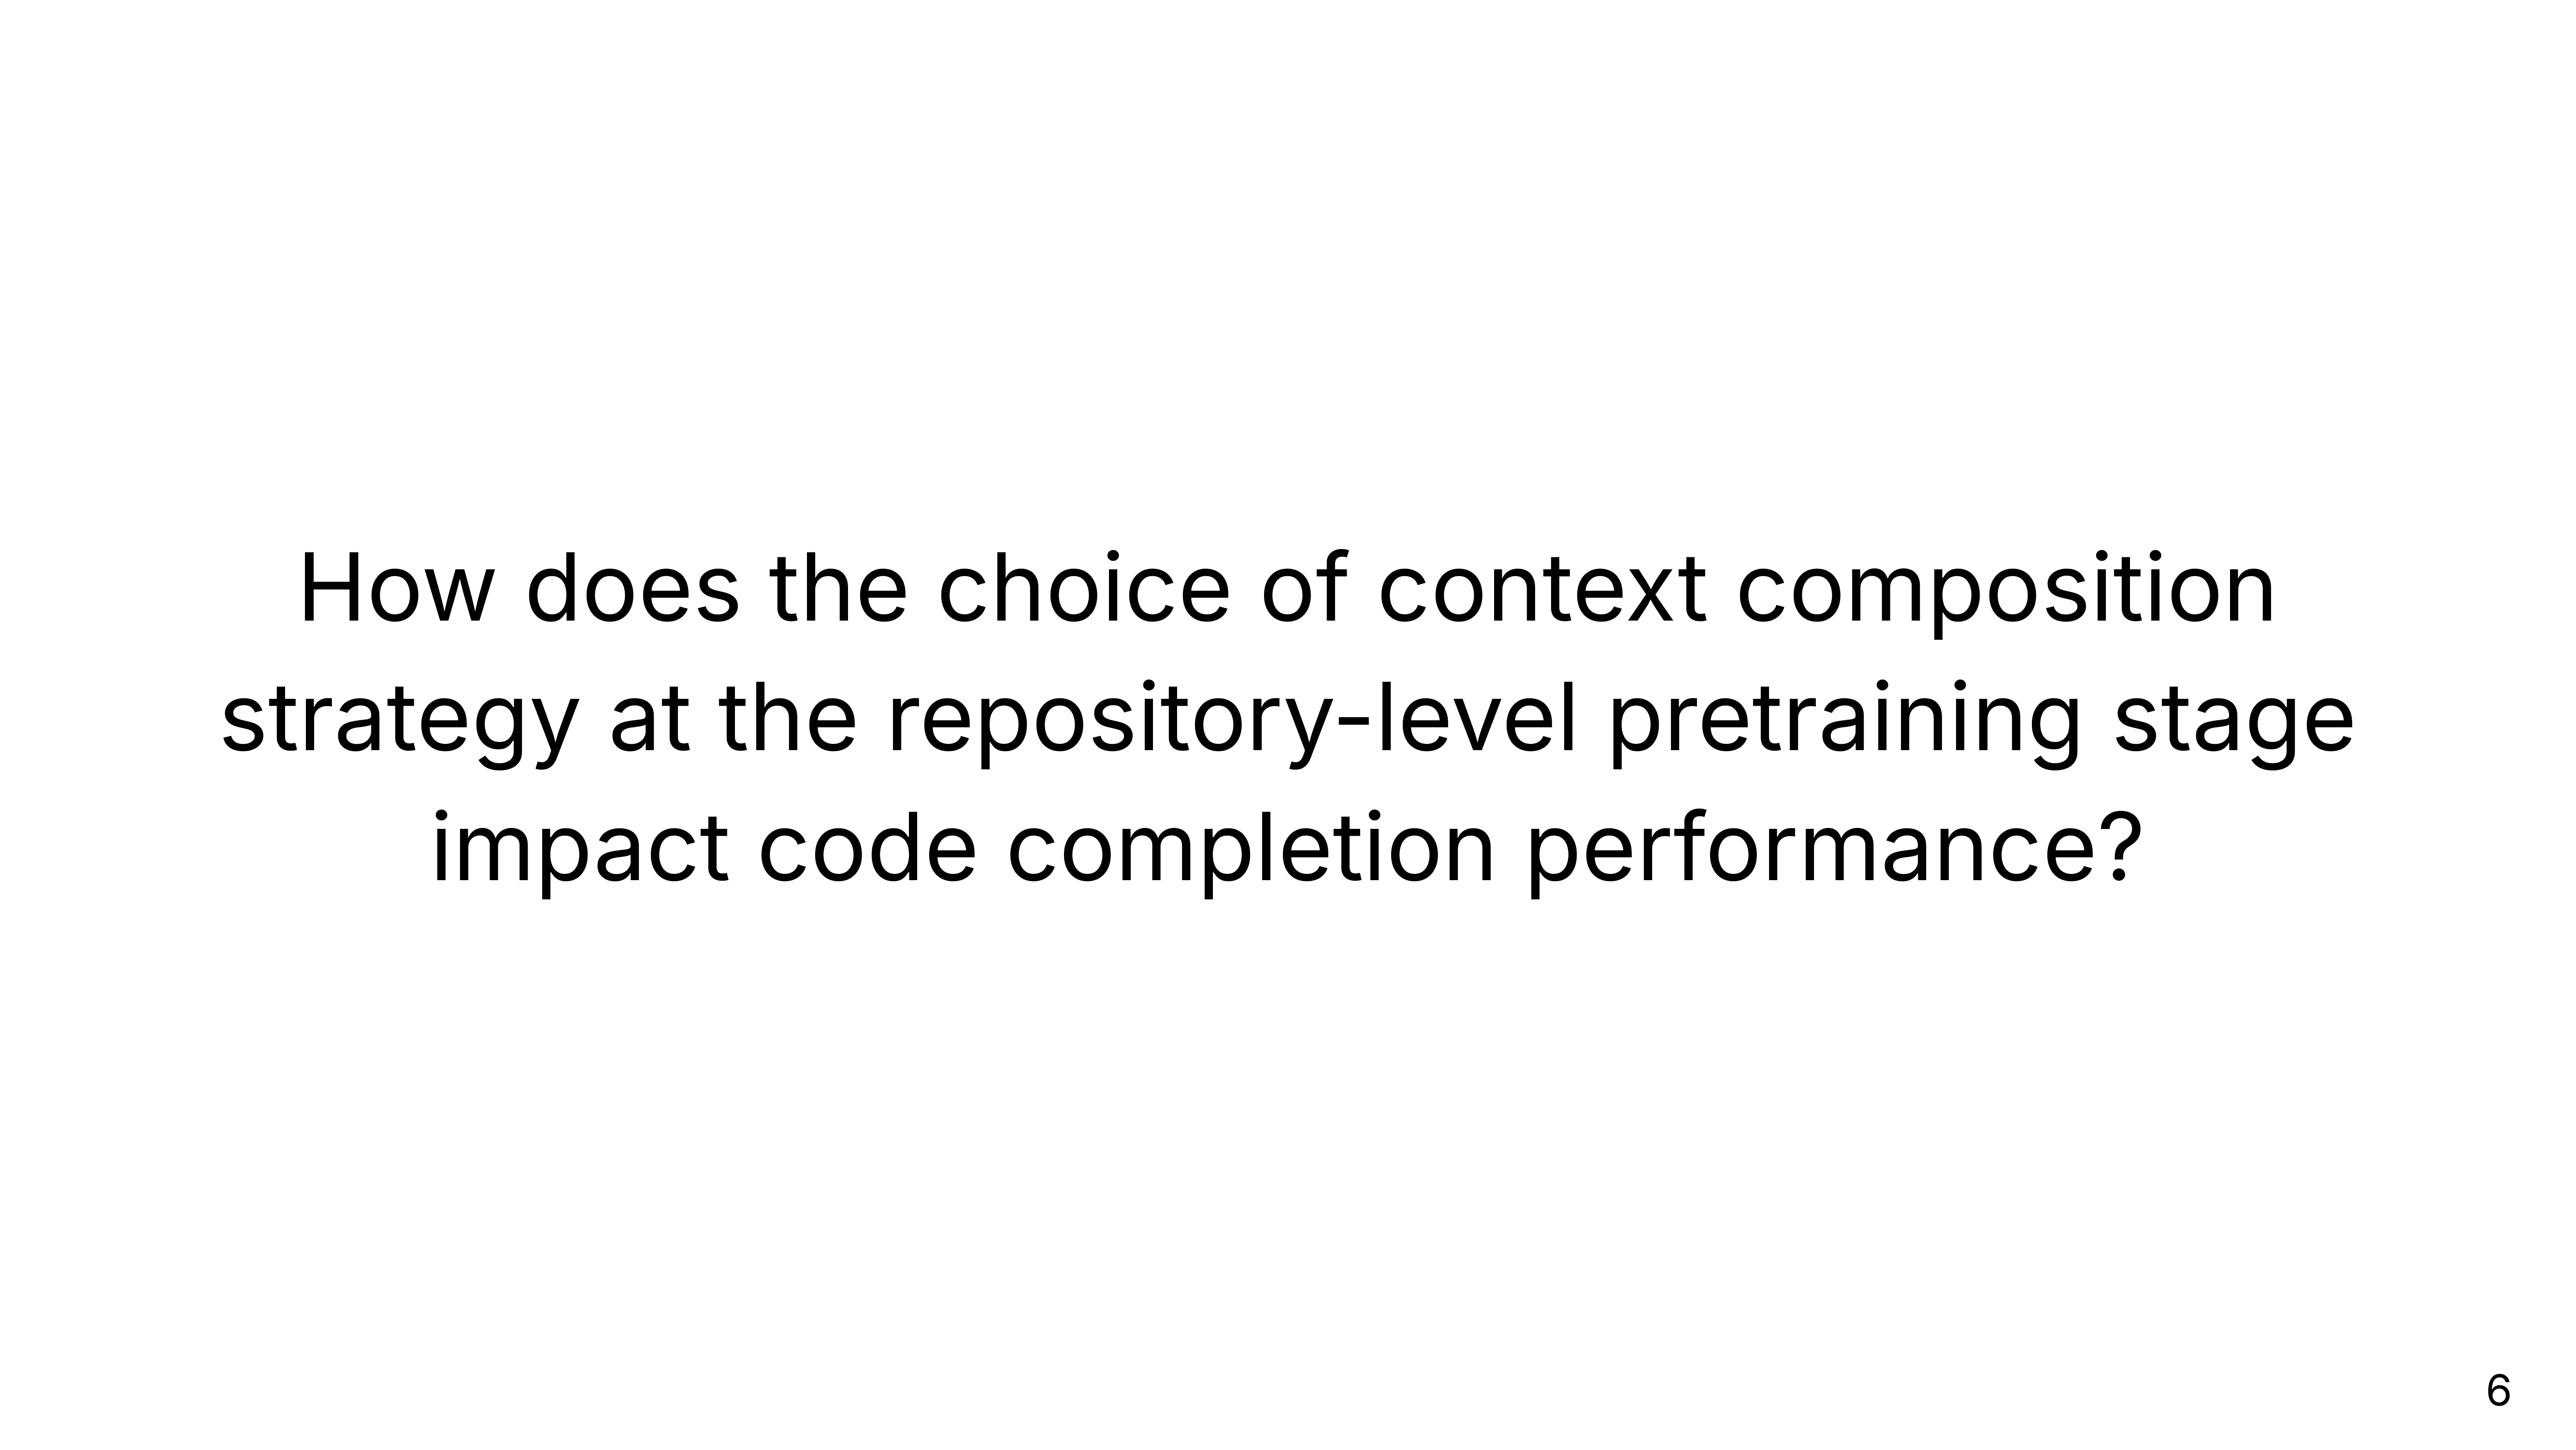 How does the choice of context composition
strategy at the repository-level pretraining stage
impact code completion performance?
6